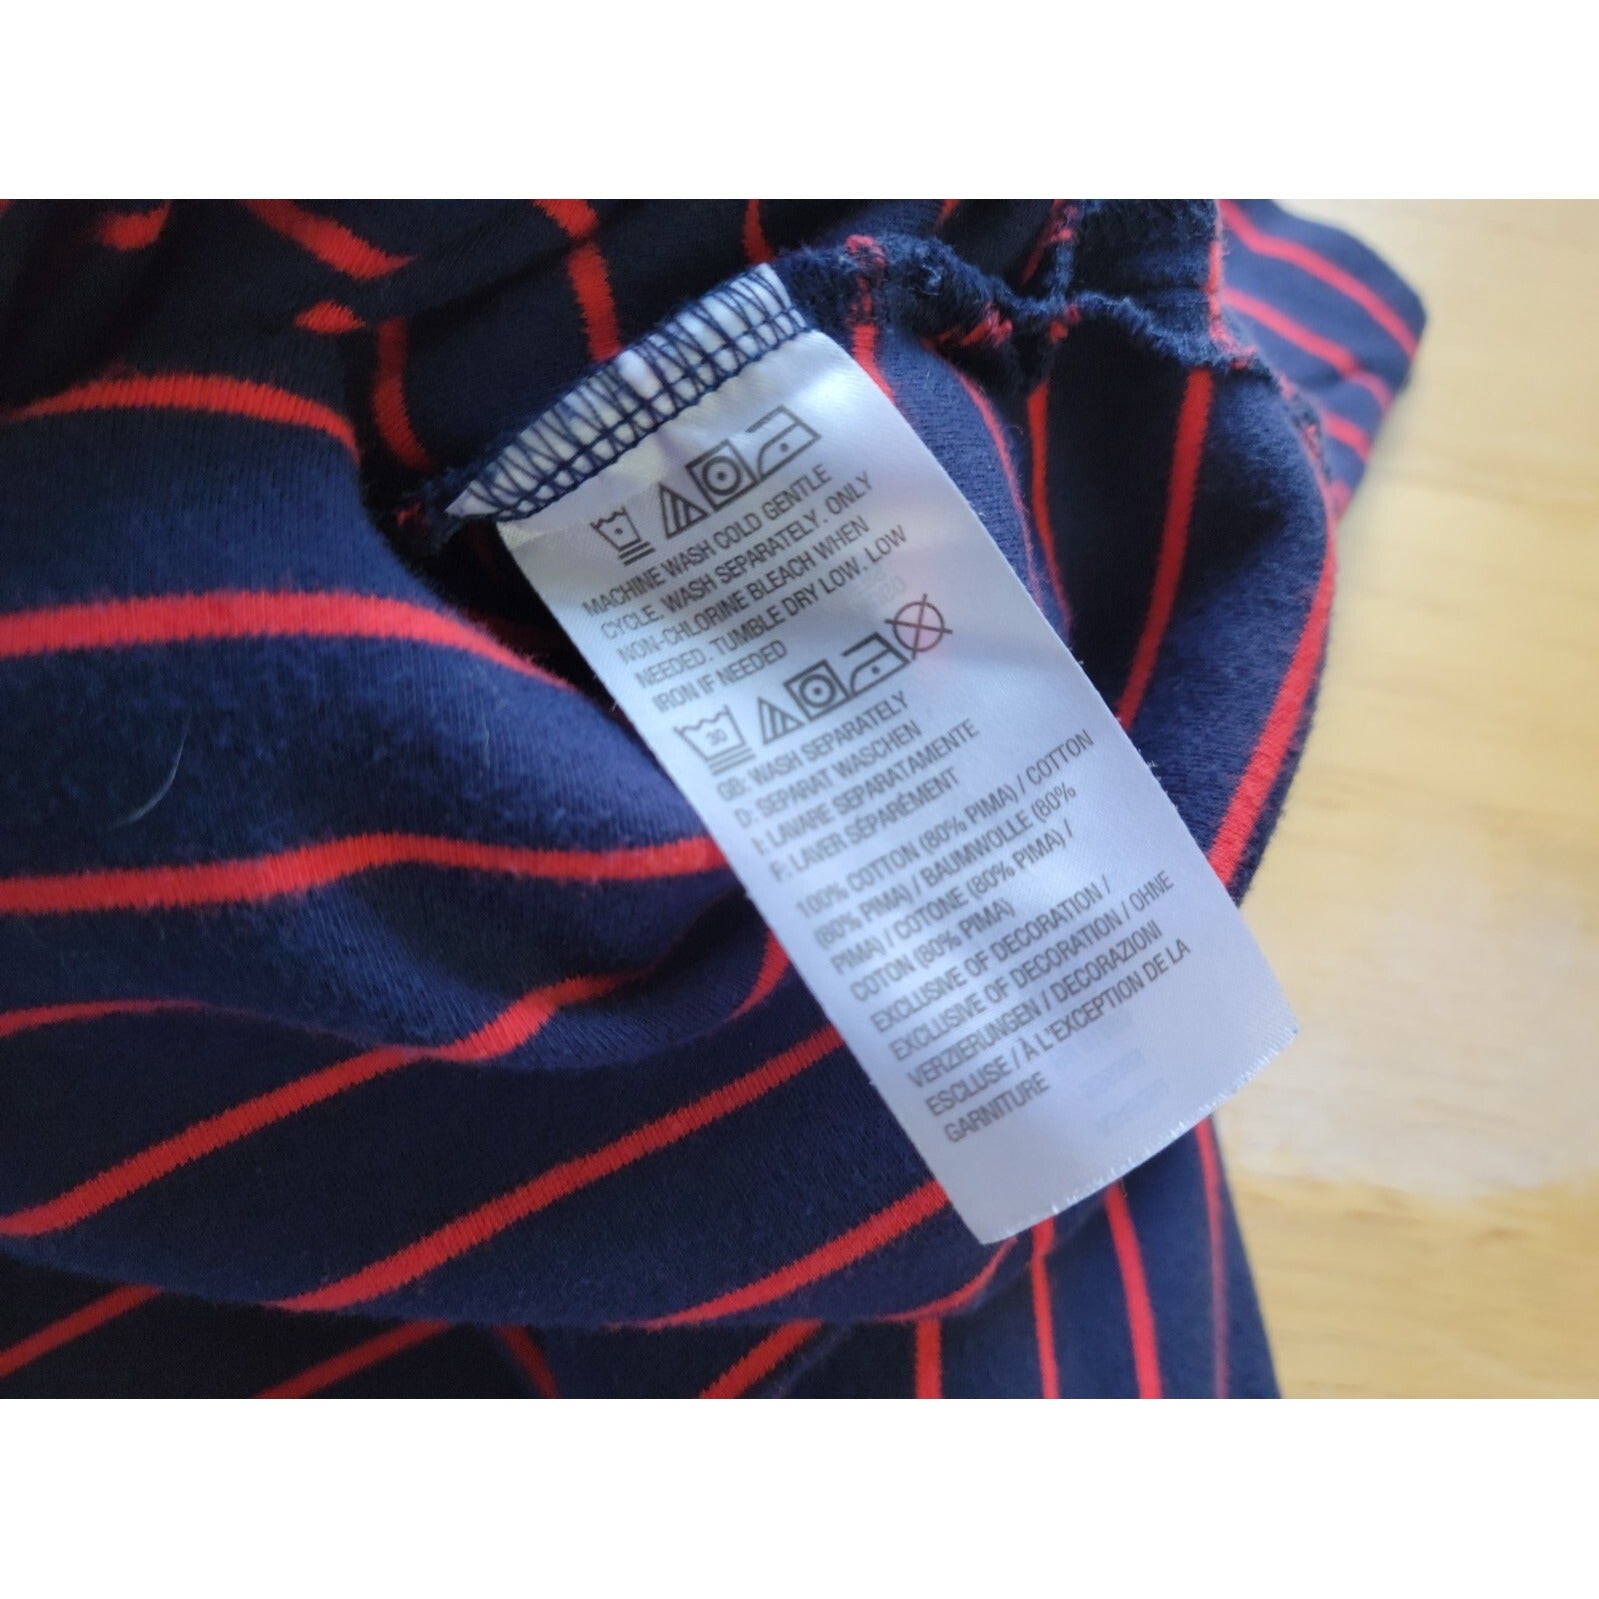 MACHINE WASH COLD GENTLE
CYCLE. WASH SEPARATELY. ONLY
NON-CHLORINE BLEACH WHEN
NEEDED. TUMBLE DRY LOW. LOW
IRON IF NEEDED
30
GB: WASH SEPARATELY
D: SEPARAT WASCHEN
I: LAVARE SEPARATAMENTE
F: LAVER SÉPARÉMENT
100% COTTON (80% PIMA) / COTTON
(80% PIMA) / BAUMWOLLE (80%
PIMA) / COTONE (80% PIMA) /
COTON (80% PIMA)
EXCLUSIVE OF DECORATION /
EXCLUSIVE OF DECORATION / OHNE
VERZIERUNGEN / DECORAZIONI
ESCLUSE / À L'EXCEPTION DE LA
GARNITURE